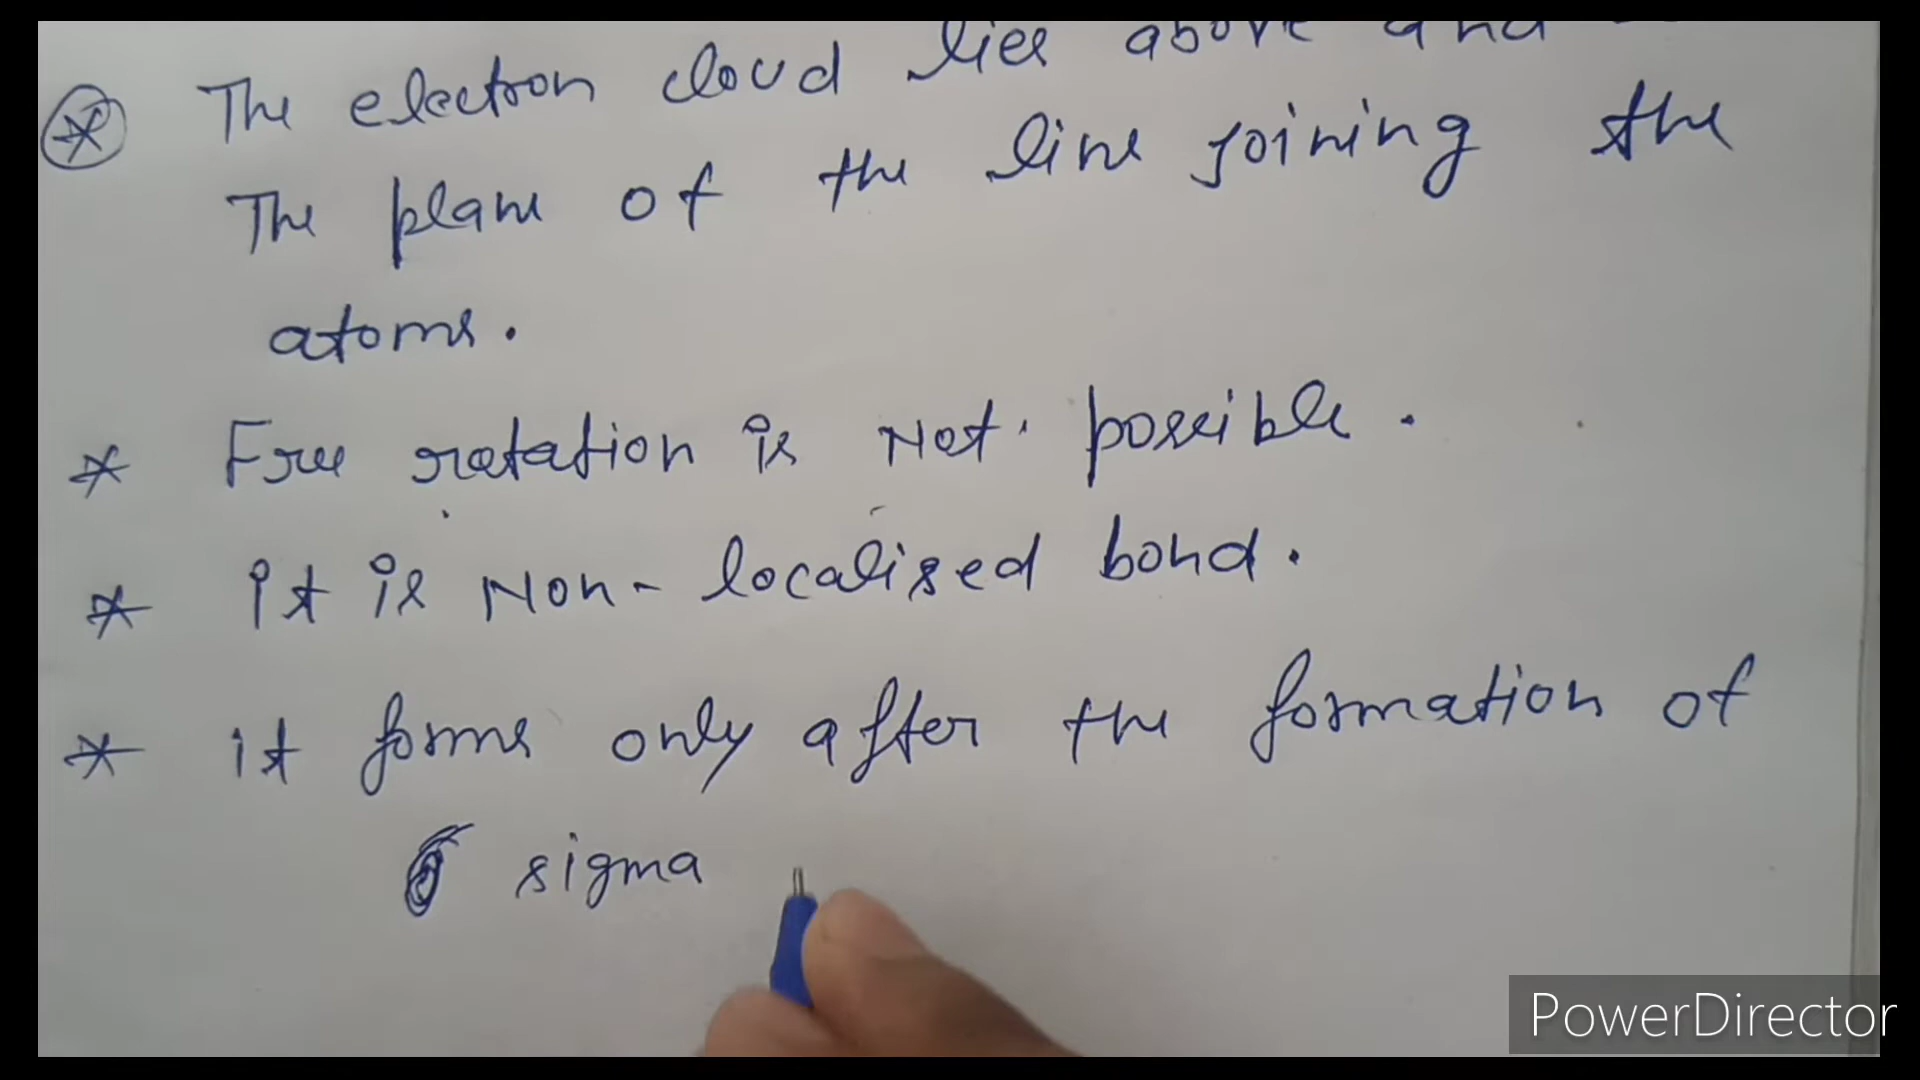 * The electron cloud lies above and
The plane of the line joining the
atoms.
* Free rotation is Not possible.
* it is Non-localized bond.
* it forms only after the formation of
sigma
PowerDirector